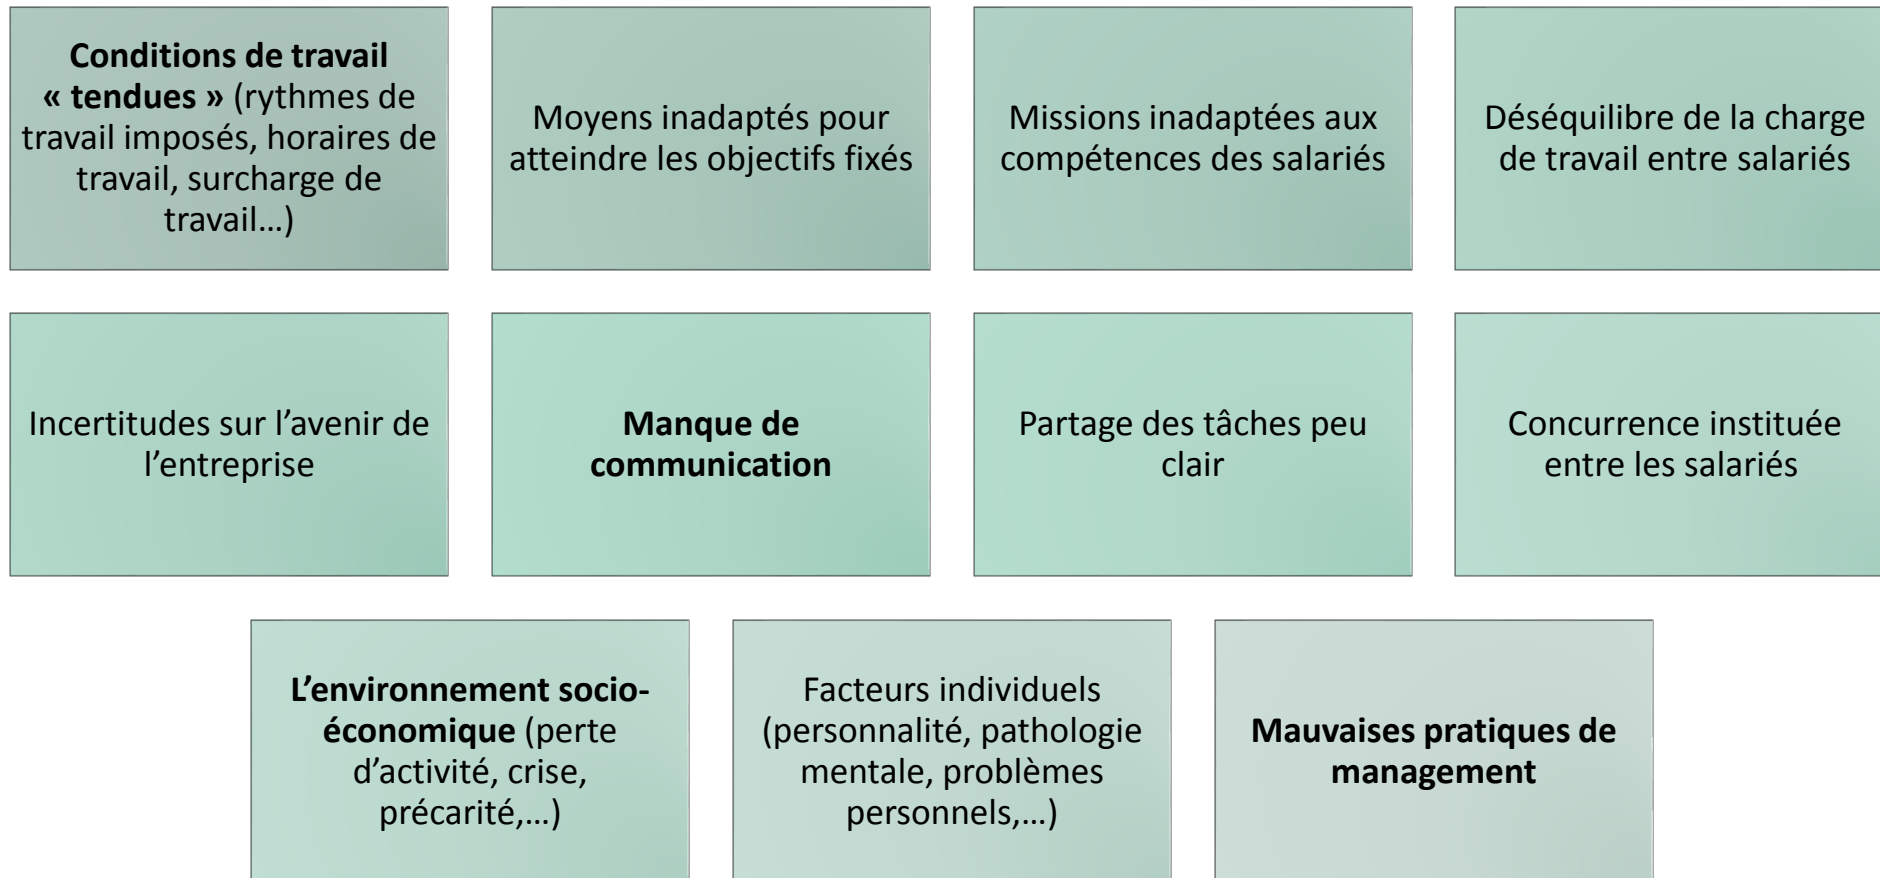 Conditions de travail
« tendues » (rythmes de
travail imposés, horaires de
travail, surcharge de
travail…)
Moyens inadaptés pour
atteindre les objectifs fixés
Missions inadaptées aux
compétences des salariés
Déséquilibre de la charge
de travail entre salariés
Incertitudes sur l’avenir de
l’entreprise
Manque de
communication
Partage des tâches peu
clair
Concurrence instituée
entre les salariés
L’environnement socio-
économique (perte
d’activité, crise,
précarité,…)
Facteurs individuels
(personnalité, pathologie
mentale, problèmes
personnels,…)
Mauvaises pratiques de
management